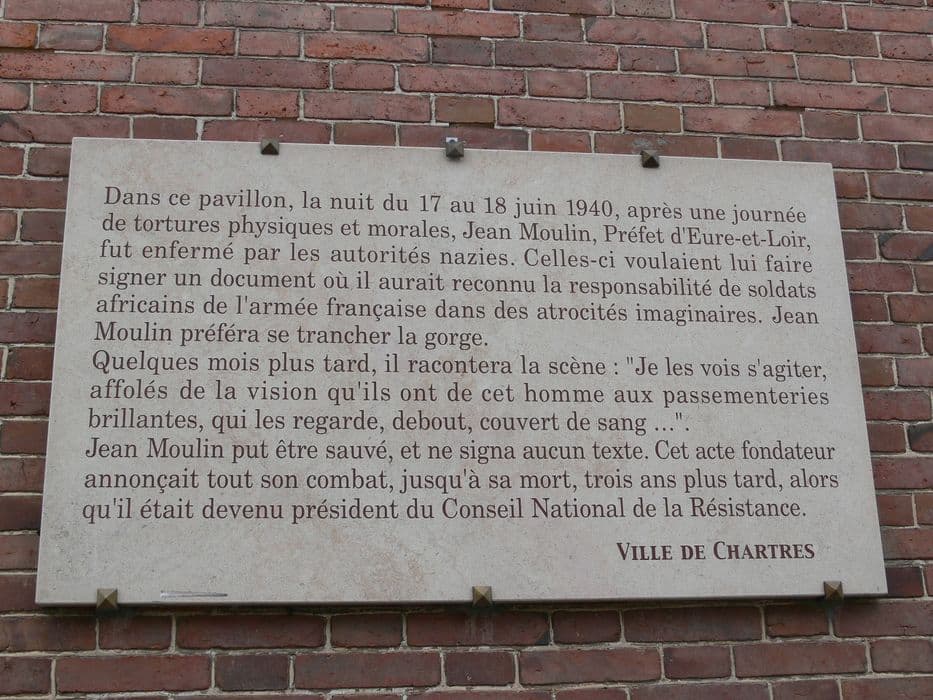 Dans ce pavillon, la nuit du 17 au 18 juin 1940, après une journée
de tortures physiques et morales, Jean Moulin, Préfet d'Eure-et-Loir,
fut enfermé par les autorités nazies. Celles-ci voulaient lui faire
signer un document où il aurait reconnu la responsabilité de soldats
africains de l'armée française dans des atrocités imaginaires. Jean
Moulin préféra se trancher la gorge.
Quelques mois plus tard, il racontera la scène : "Je les vois s'agiter,
affolés de la vision qu'ils ont de cet homme aux passementeries
brillantes, qui les regarde, debout, couvert de sang ...".
Jean Moulin put être sauvé, et ne signa aucun texte. Cet acte fondateur
annonçait tout son combat, jusqu'à sa mort, trois ans plus tard, alors
qu'il était devenu président du Conseil National de la Résistance.
VILLE DE CHARTRES